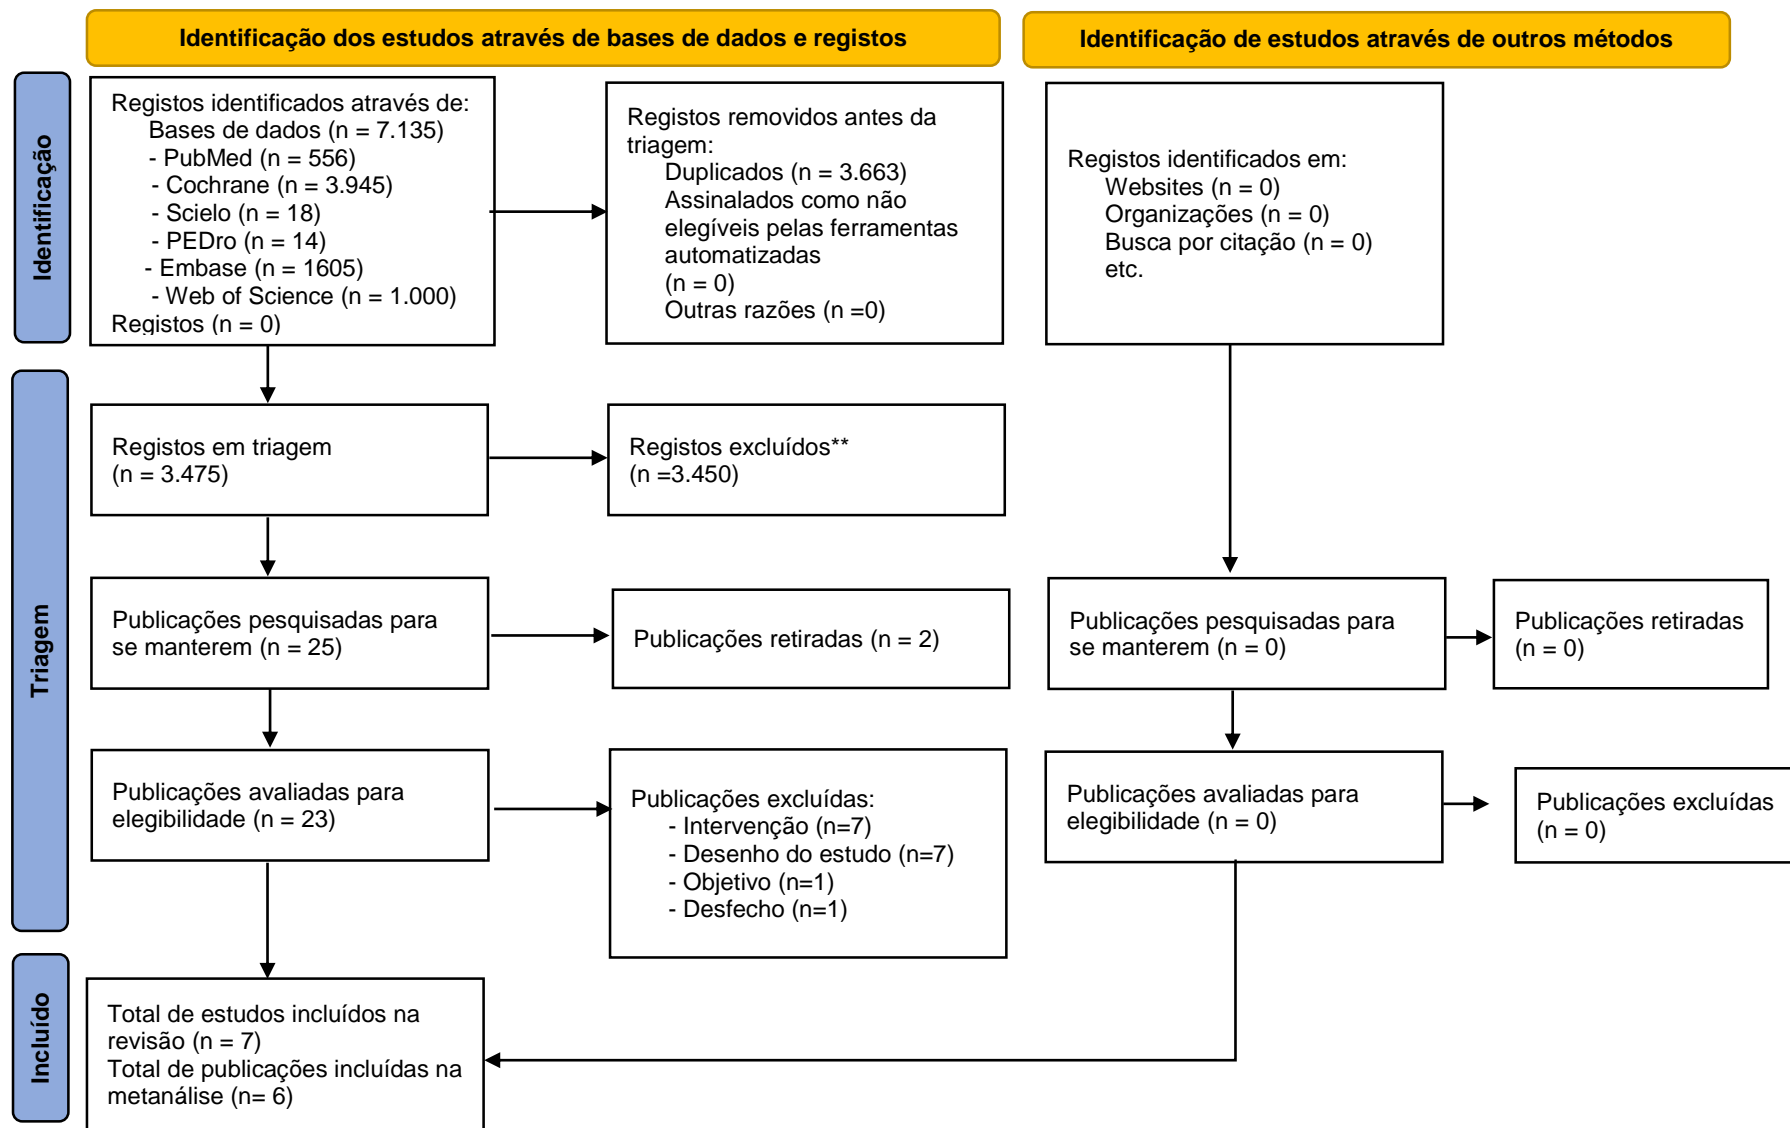 Identificação dos estudos através de bases de dados e registos
Identificação de estudos através de outros métodos
Identificação
Registos identificados através de:
Bases de dados (n = 7.135)
- PubMed (n = 556)
- Cochrane (n = 3.945)
- Scielo (n = 18)
- PEDro (n = 14)
- Embase (n = 1605)
- Web of Science (n = 1.000)
Registos (n = 0)
Registos removidos antes da
triagem:
Duplicados (n = 3.663)
Assinalados como não
elegíveis pelas ferramentas
automatizadas
(n = 0)
Outras razões (n =0)
Registos identificados em:
Websites (n = 0)
Organizações (n = 0)
Busca por citação (n = 0)
etc.
Triagem
Registos em triagem
(n = 3.475)
Registos excluídos**
(n =3.450)
Publicações pesquisadas para
se manterem (n = 25)
Publicações retiradas (n = 2)
Publicações pesquisadas para
se manterem (n = 0)
Publicações retiradas
(n = 0)
Publicações avaliadas para
elegibilidade (n = 23)
Publicações excluídas:
- Intervenção (n=7)
- Desenho do estudo (n=7)
- Objetivo (n=1)
- Desfecho (n=1)
Publicações avaliadas para
elegibilidade (n = 0)
Publicações excluídas
(n = 0)
Incluído
Total de estudos incluídos na
revisão (n = 7)
Total de publicações incluídas na
metanálise (n= 6)